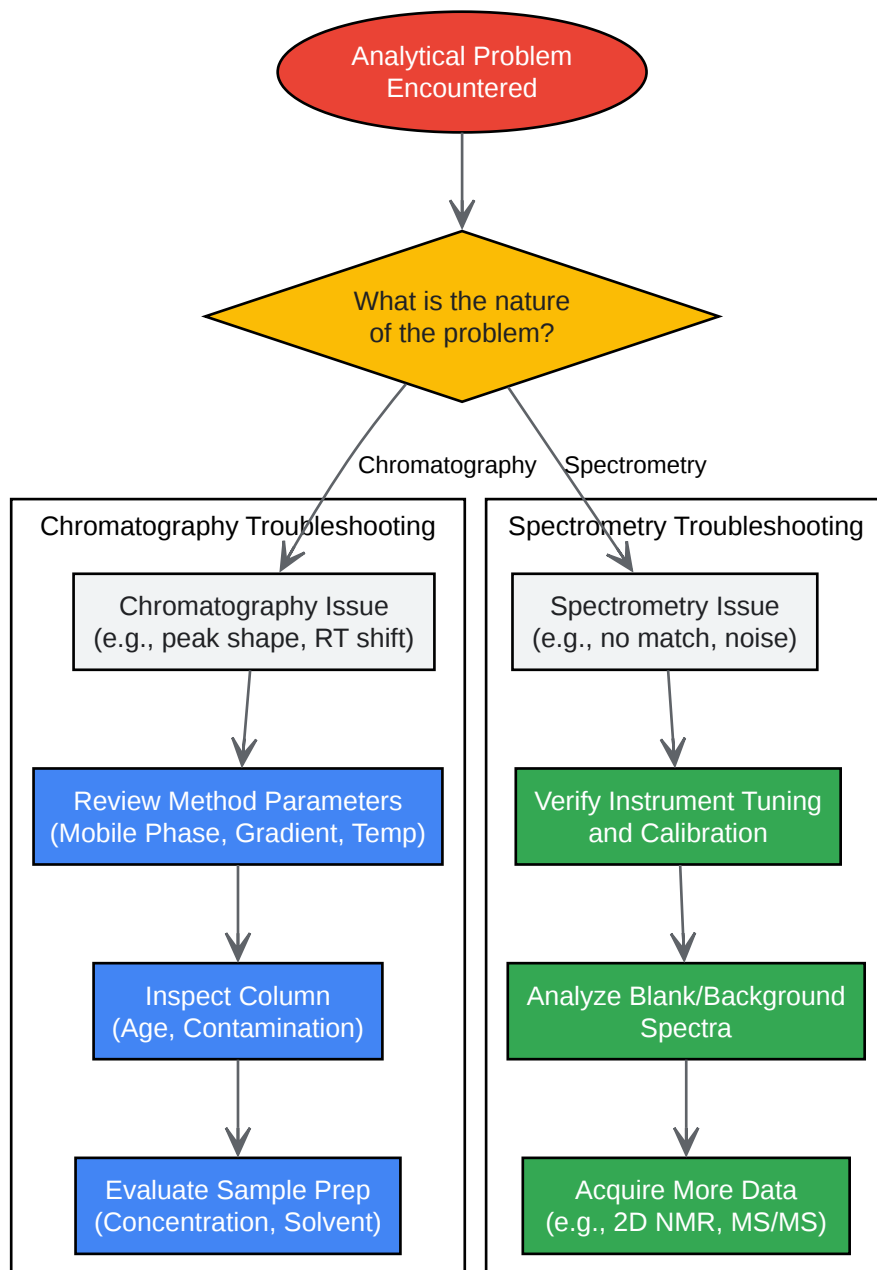 Analytical Problem
Encountered
What is the nature
of the problem?
Chromatography
Spectrometry
Chromatography Troubleshooting
Chromatography Issue
(e.g., peak shape, RT shift)
Review Method Parameters
(Mobile Phase, Gradient, Temp)
Inspect Column
(Age, Contamination)
Evaluate Sample Prep
(Concentration, Solvent)
Spectrometry Troubleshooting
Spectrometry Issue
(e.g., no match, noise)
Verify Instrument Tuning
and Calibration
Analyze Blank/Background
Spectra
Acquire More Data
(e.g., 2D NMR, MS/MS)